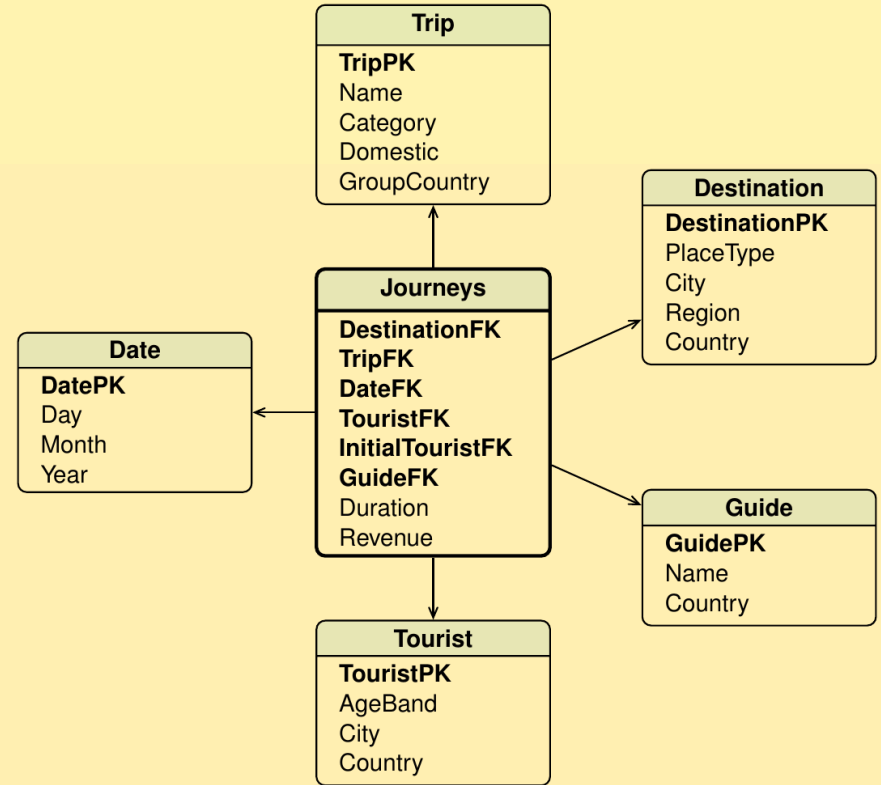 Trip
TripPK
Name
Category
Domestic
GroupCountry
Destination
DestinationPK
PlaceType
City
Region
Country
Journeys
DestinationFK
TripFK
DateFK
TouristFK
InitialTouristFK
GuideFK
Duration
Revenue
Date
DatePK
Day
Month
Year
Guide
GuidePK
Name
Country
Tourist
TouristPK
AgeBand
City
Country